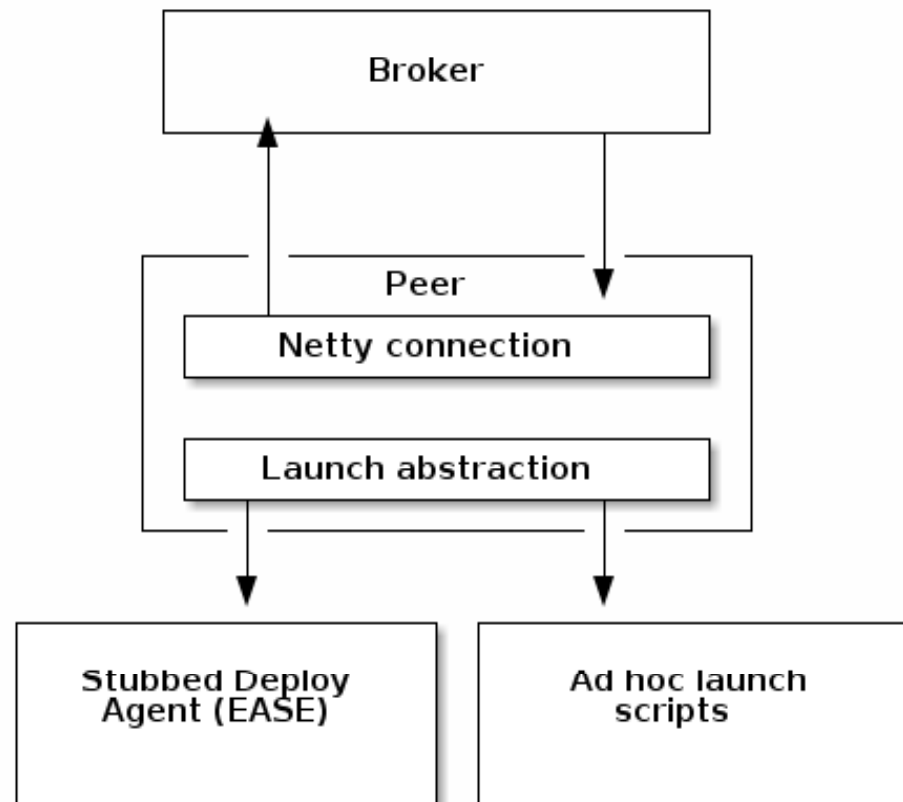 Broker
Peer
Netty connection
Launch abstraction
Stubbed Deploy
Agent (EASE)
Ad hoc launch
scripts